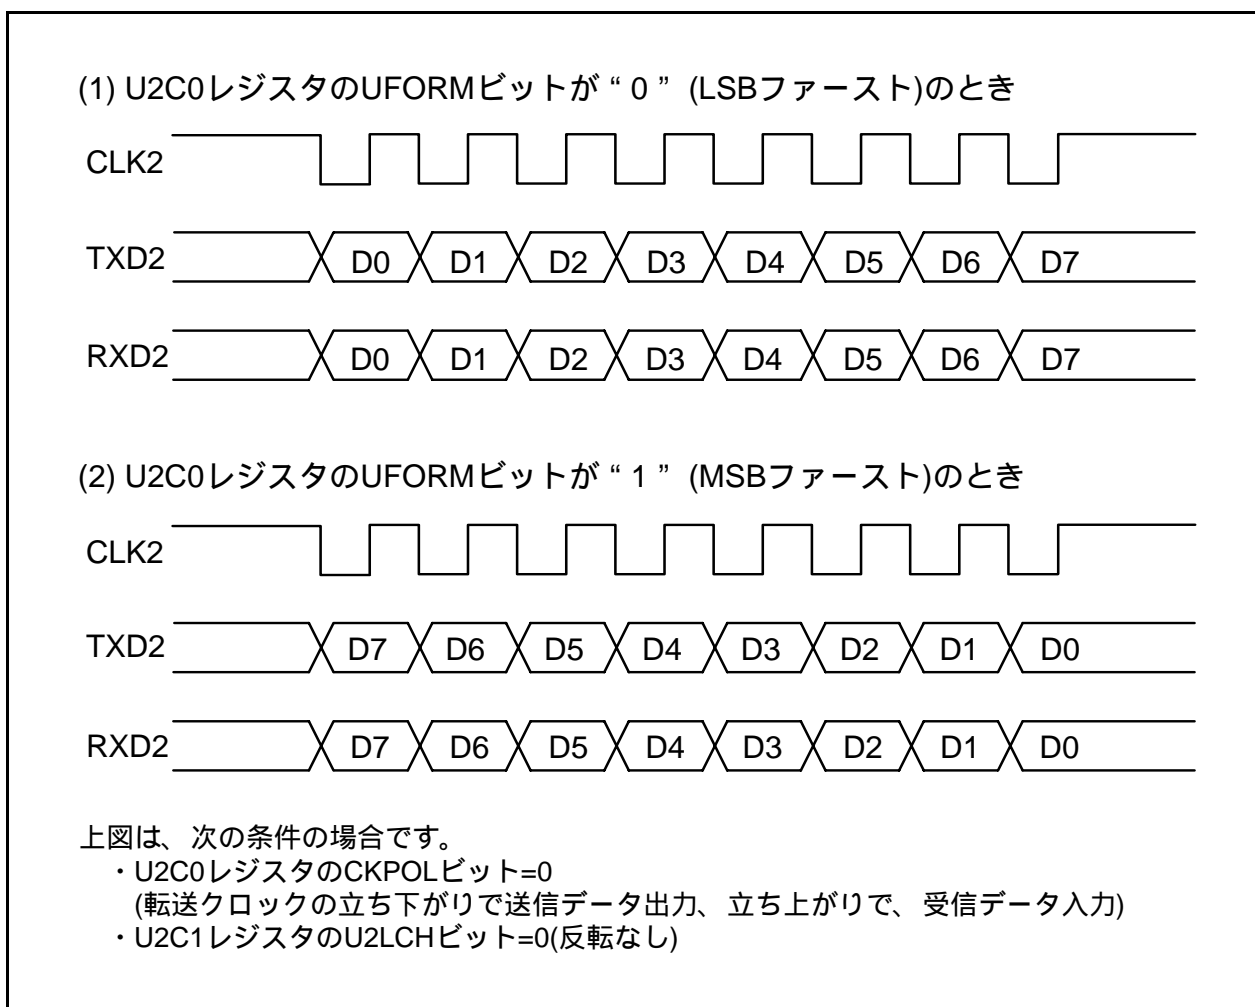 (1) U2C0レジスタのUFORMビットが“0”(LSBファースト)のとき
CLK2
TXD2 D0 D1 D2 D3 D4 D5 D6 D7
RXD2 D0 D1 D2 D3 D4 D5 D6 D7
(2) U2C0レジスタのUFORMビットが“1”(MSBファースト)のとき
CLK2
TXD2 D7 D6 D5 D4 D3 D2 D1 D0
RXD2 D7 D6 D5 D4 D3 D2 D1 D0
上図は、次の条件の場合です。
・U2C0レジスタのCKPOLビット=0
(転送クロックの立ち下がりで送信データ出力、立ち上がりで、受信データ入力)
・U2C1レジスタのU2LCHビット=0(反転なし)